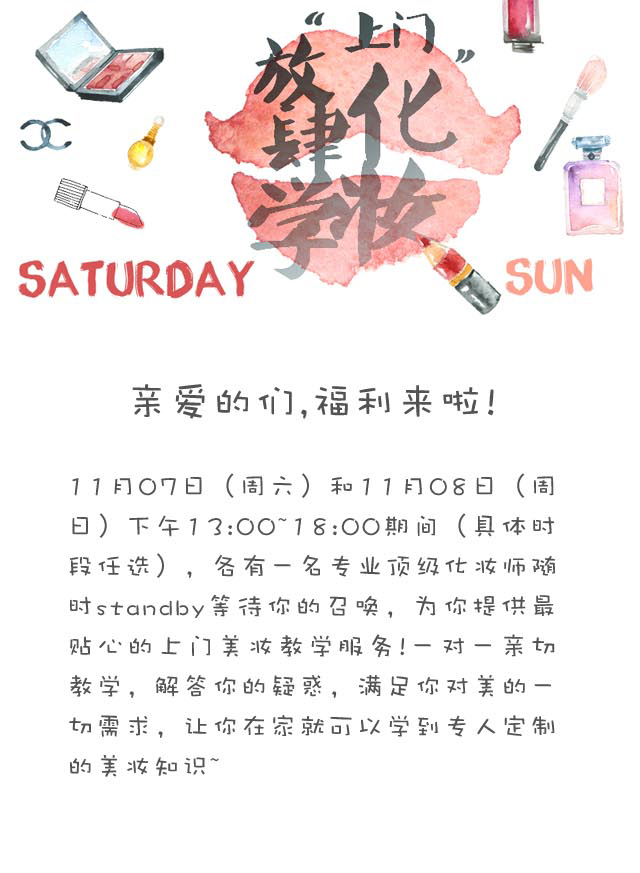 “上门”
放肆
学
化妆
SATURDAY
SUN
亲爱的们,福利来啦!
11月07日（周六）和11月08日（周
日）下午13:00~18:00期间（具体时
段任选），各有一名专业顶级化妆师随
时standby等待你的召唤，为你提供最
贴心的上门美妆教学服务!一对一亲切
教学，解答你的疑惑，满足你对美的一
切需求，让你在家就可以学到专人定制
的美妆知识~